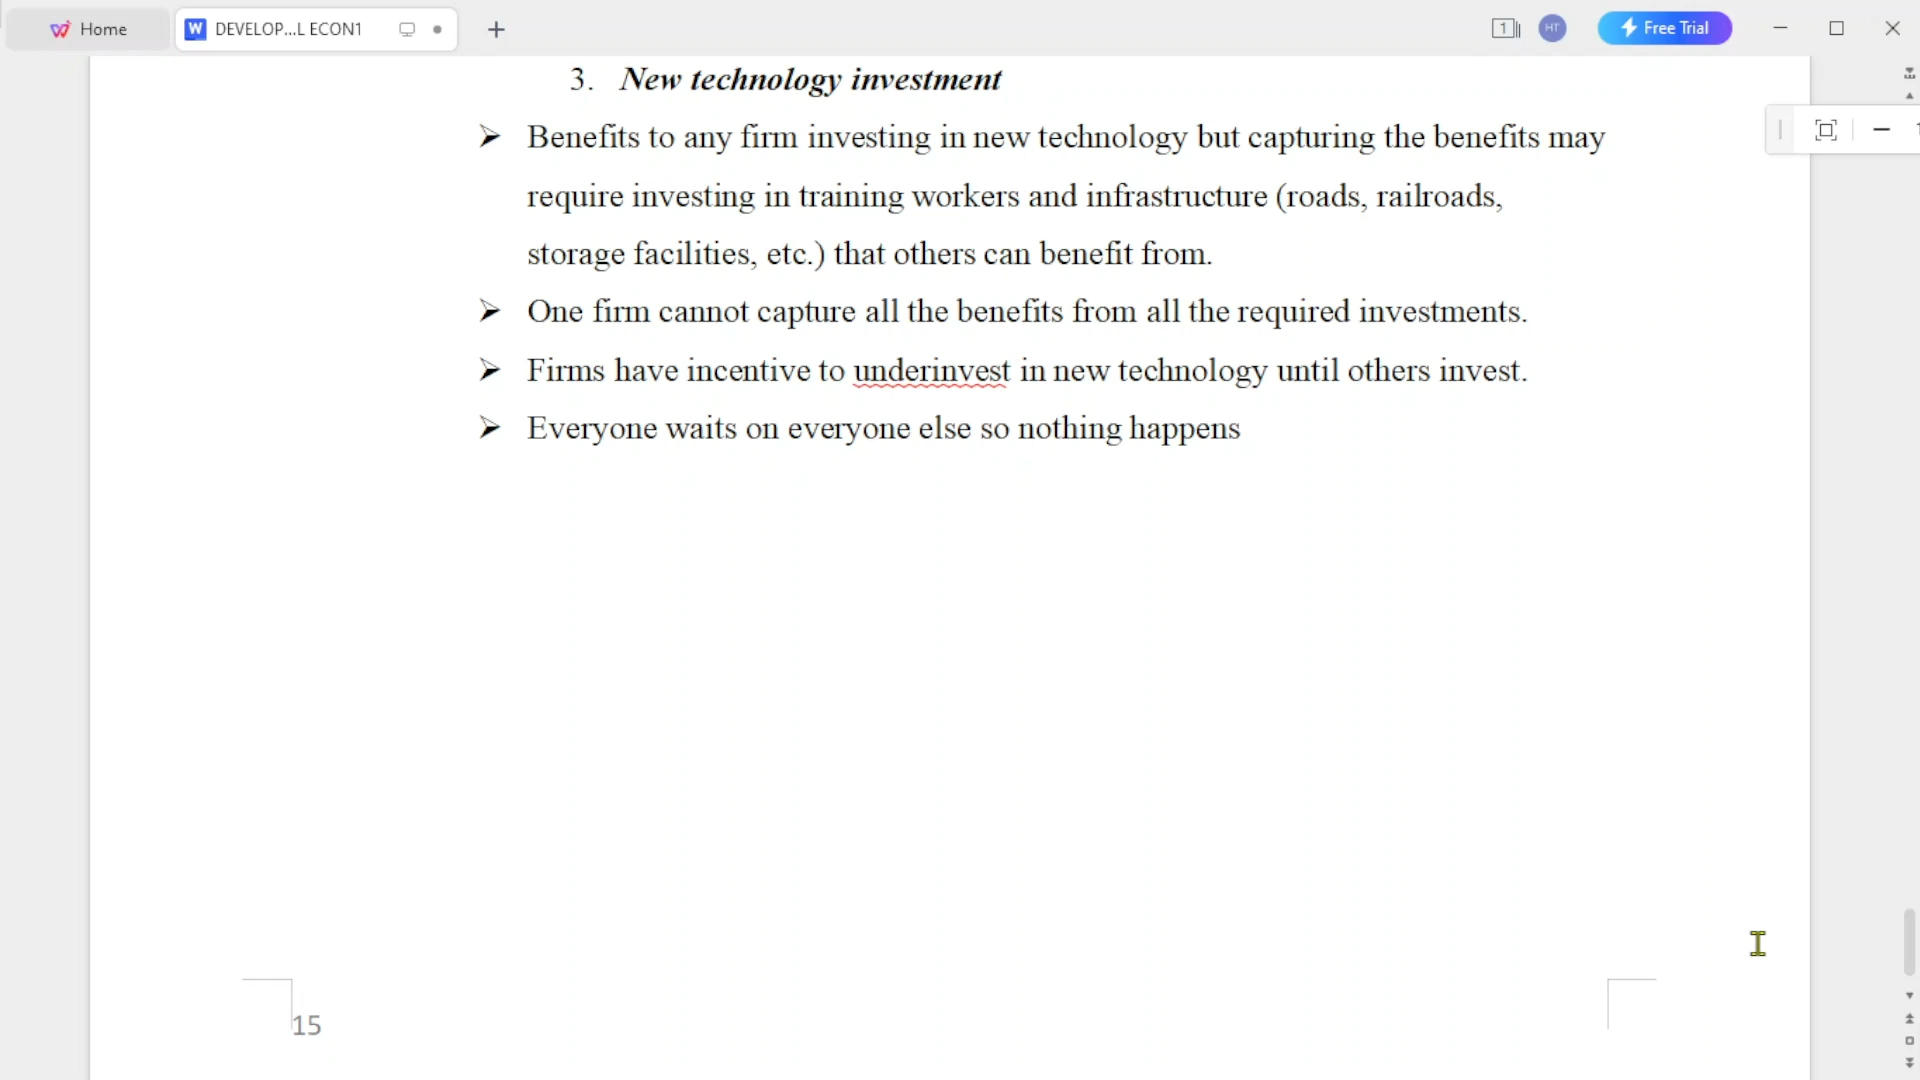 Home
DEVELOP...L ECON1
1
HT
Free Trial
3. New technology investment
➤ Benefits to any firm investing in new technology but capturing the benefits may
require investing in training workers and infrastructure (roads, railroads,
storage facilities, etc.) that others can benefit from.
➤ One firm cannot capture all the benefits from all the required investments.
➤ Firms have incentive to underinvest in new technology until others invest.
➤ Everyone waits on everyone else so nothing happens
15